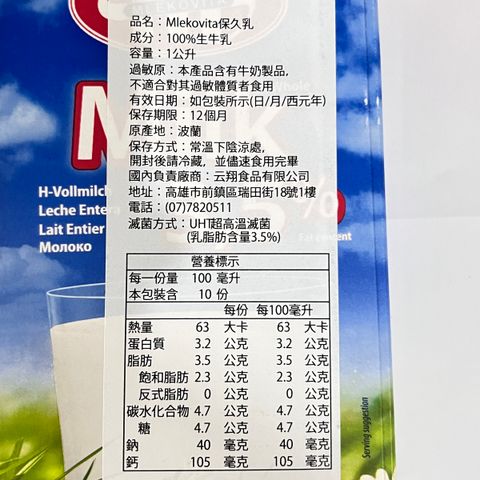 MLEKOVITA
品名：Mlekovita保久乳
成分：100%生牛乳
容量：1公升
過敏原：本產品含有牛奶製品，
不適合對其過敏體質者食用
有效日期：如包裝所示(日/月/西元年)
保存期限：12個月
原產地：波蘭
保存方式：常溫下陰涼處，
開封後請冷藏，並儘速食用完畢
國內負責廠商：云翔食品有限公司
地址：高雄市前鎮區瑞田街18號1樓
電話：(07)7820511
滅菌方式：UHT超高溫滅菌
(乳脂肪含量3.5%)
MILK
H-Vollmilch
Leche Entera
Lait Entier
Молоко
%
Fat content
營養標示
每一份量 100 毫升
本包裝含 10 份
每份 每100毫升
熱量 63 大卡 63 大卡
蛋白質 3.2 公克 3.2 公克
脂肪 3.5 公克 3.5 公克
飽和脂肪 2.3 公克 2.3 公克
反式脂肪 0 公克 0 公克
碳水化合物 4.7 公克 4.7 公克
糖 4.7 公克 4.7 公克
鈉 40 毫克 40 毫克
鈣 105 毫克 105 毫克
Serving suggestion